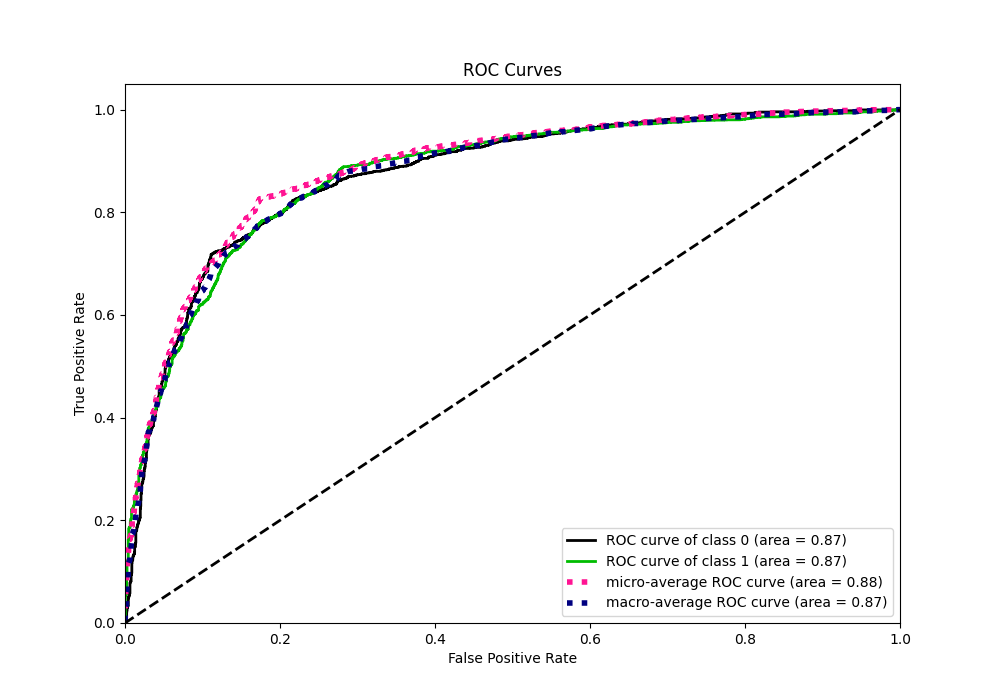 ROC Curves
True Positive Rate
1.0
0.8
0.6
0.4
0.2
0.0
0.0 0.2 0.4 0.6 0.8 1.0
False Positive Rate
ROC curve of class 0 (area = 0.87)
ROC curve of class 1 (area = 0.87)
micro-average ROC curve (area = 0.88)
macro-average ROC curve (area = 0.87)